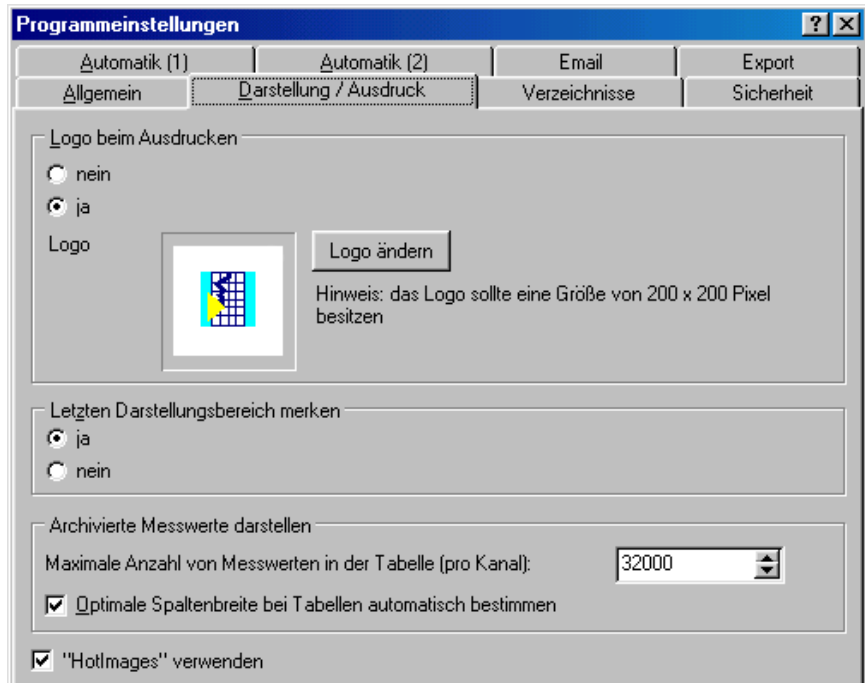 Programmeinstellungen
Automatik (1) Automatik (2) Email Export
Allgemein Darstellung / Ausdruck Verzeichnisse Sicherheit
Logo beim Ausdrucken
nein
ja
Logo
Logo ändern
Hinweis: das Logo sollte eine Größe von 200 x 200 Pixel
besitzen
Letzten Darstellungsbereich merken
ja
nein
Archivierte Messwerte darstellen
Maximale Anzahl von Messwerten in der Tabelle (pro Kanal): 32000
Optimale Spaltenbreite bei Tabellen automatisch bestimmen
"HotImages" verwenden